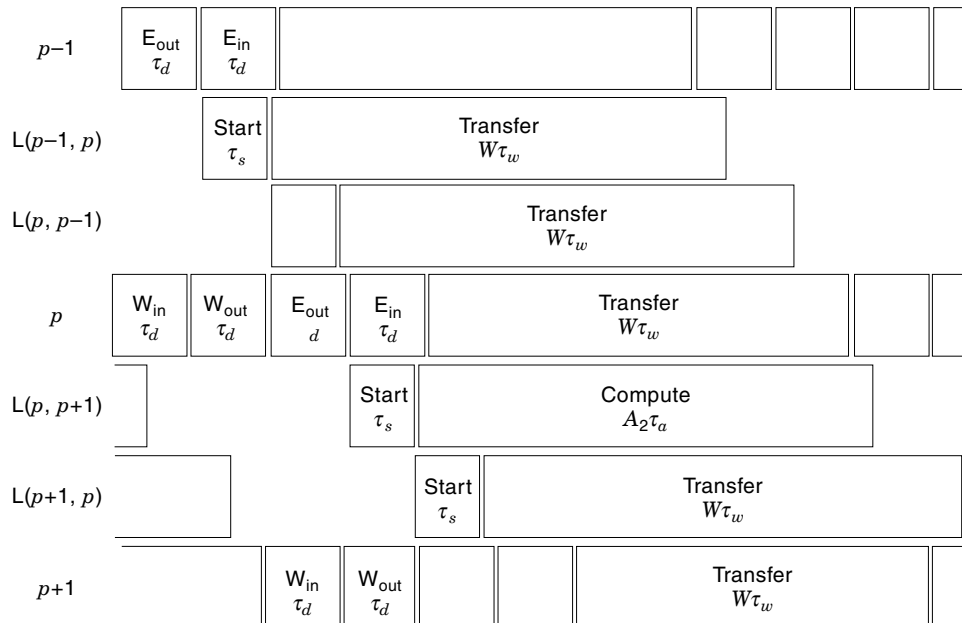 p−1
E_out
τ_d
E_in
τ_d
L(p−1, p)
Start
τ_s
Transfer
Wτ_w
L(p, p−1)
Transfer
Wτ_w
p
W_in
τ_d
W_out
τ_d
E_out
d
E_in
τ_d
Transfer
Wτ_w
L(p, p+1)
Start
τ_s
Compute
A₂τ_a
L(p+1, p)
Start
τ_s
Transfer
Wτ_w
p+1
W_in
τ_d
W_out
τ_d
Transfer
Wτ_w